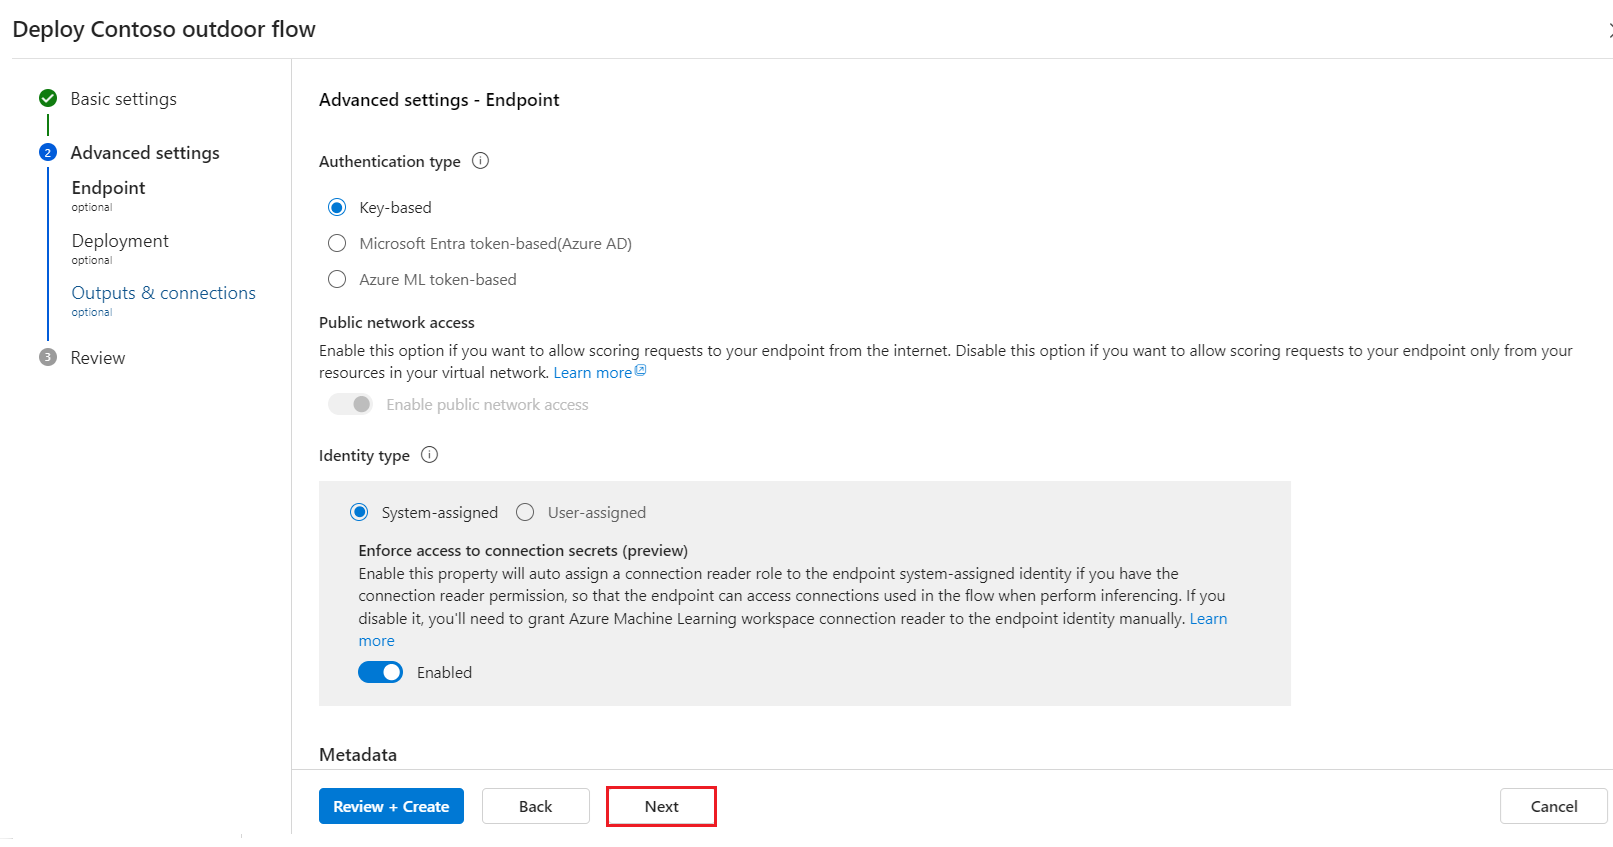 Deploy Contoso outdoor flow
Basic settings
2 Advanced settings
Endpoint
optional
Deployment
optional
Outputs & connections
optional
3 Review
Advanced settings - Endpoint
Authentication type
Key-based
Microsoft Entra token-based(Azure AD)
Azure ML token-based
Public network access
Enable this option if you want to allow scoring requests to your endpoint from the internet. Disable this option if you want to allow scoring requests to your endpoint only from your
resources in your virtual network. Learn more
Enable public network access
Identity type
System-assigned User-assigned
Enforce access to connection secrets (preview)
Enable this property will auto assign a connection reader role to the endpoint system-assigned identity if you have the
connection reader permission, so that the endpoint can access connections used in the flow when perform inferencing. If you
disable it, you'll need to grant Azure Machine Learning workspace connection reader to the endpoint identity manually. Learn
more
Enabled
Metadata
Review + Create Back Next Cancel